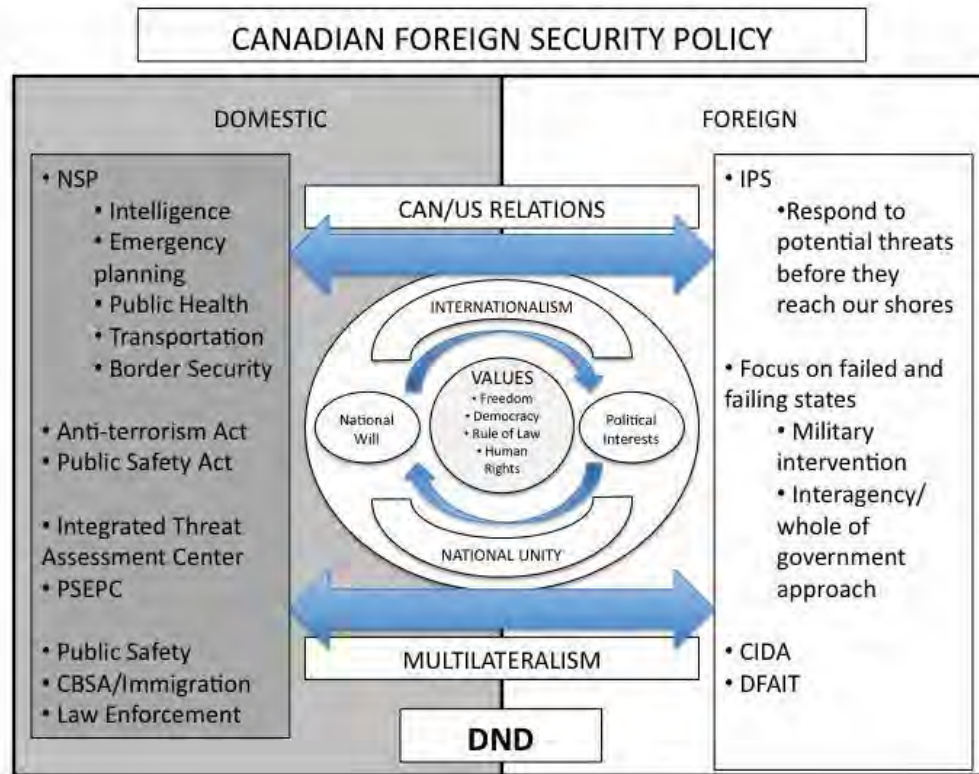 CANADIAN FOREIGN SECURITY POLICY
DOMESTIC
• NSP
• Intelligence
• Emergency
planning
• Public Health
• Transportation
• Border Security
• Anti-terrorism Act
• Public Safety Act
• Integrated Threat
Assessment Center
• PSEPC
• Public Safety
• CBSA/Immigration
• Law Enforcement
CAN/US RELATIONS
INTERNATIONALISM
National
Will
VALUES
• Freedom
• Democracy
• Rule of Law
• Human
Rights
Political
Interests
NATIONAL UNITY
MULTILATERALISM
DND
FOREIGN
• IPS
•Respond to
potential threats
before they
reach our shores
• Focus on failed and
failing states
• Military
intervention
• Interagency/
whole of
government
approach
• CIDA
• DFAIT